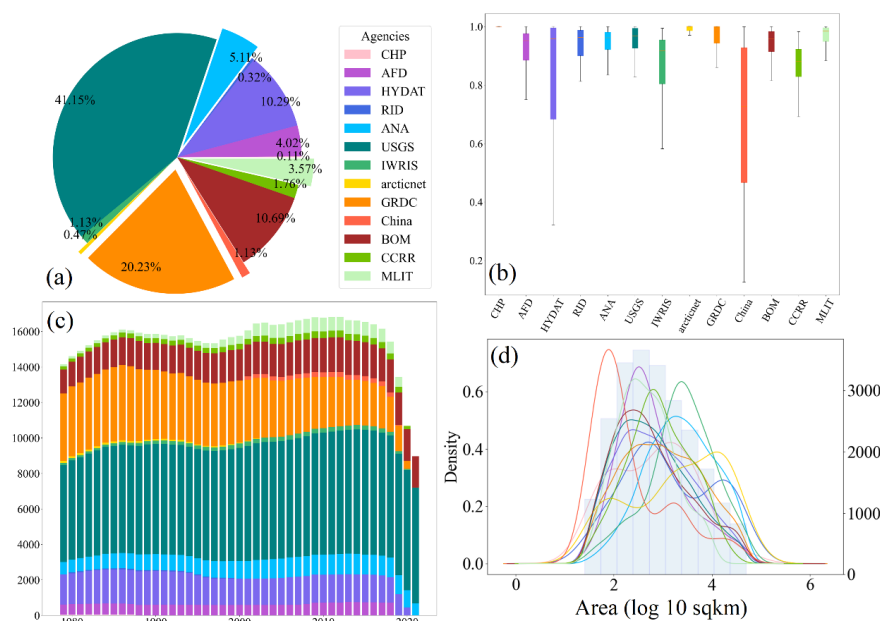 (a)
41.15%
5.11%
0.32%
10.29%
4.02%
0.11%
3.57%
1.76%
10.69%
1.13%
20.23%
0.47%
1.13%
Agencies
CHP
AFD
HYDAT
RID
ANA
USGS
IWRIS
arcticnet
GRDC
China
BOM
CCRR
MLIT
(b)
1.0
0.8
0.6
0.4
0.2
CHP
AFD
HYDAT
RID
ANA
USGS
IWRIS
arcticnet
GRDC
China
BOM
CCRR
MLIT
(c)
16000
14000
12000
10000
8000
6000
4000
2000
0
1980
1990
2000
2010
2020
(d)
Density
0.6
0.4
0.2
0.0
3000
2000
1000
0
0
2
4
6
Area (log 10 sqkm)